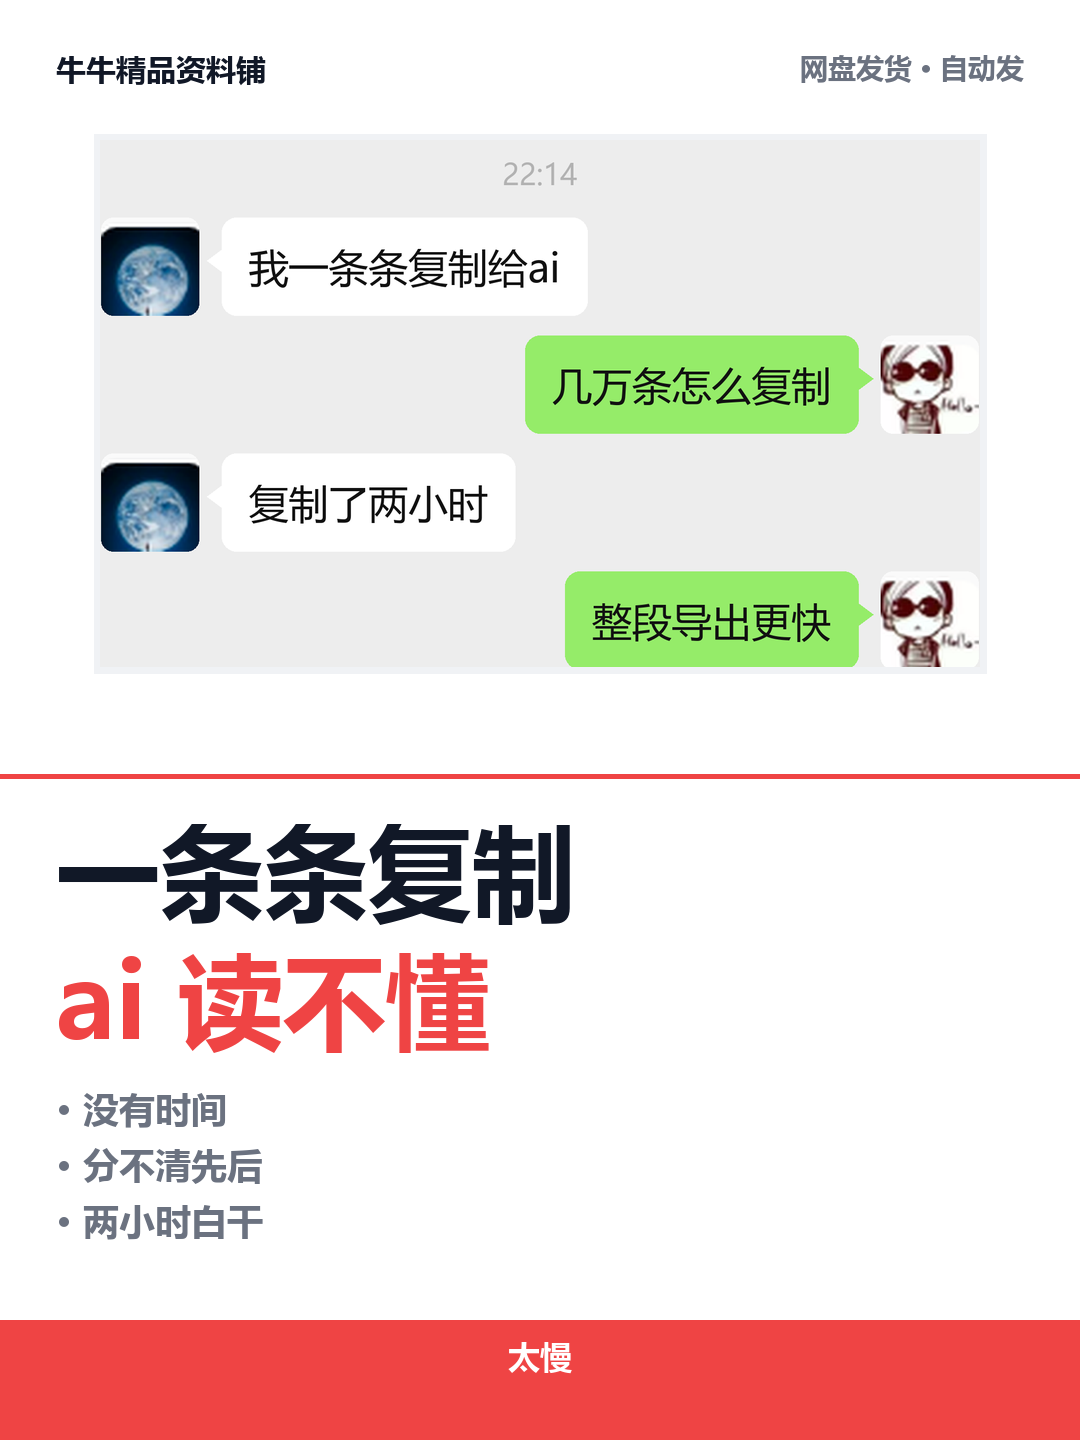 牛牛精品资料铺
网盘发货・自动发
22:14
我一条条复制给ai
几万条怎么复制
复制了两小时
整段导出更快
一条条复制
ai 读不懂
• 没有时间
• 分不清先后
• 两小时白干
太慢